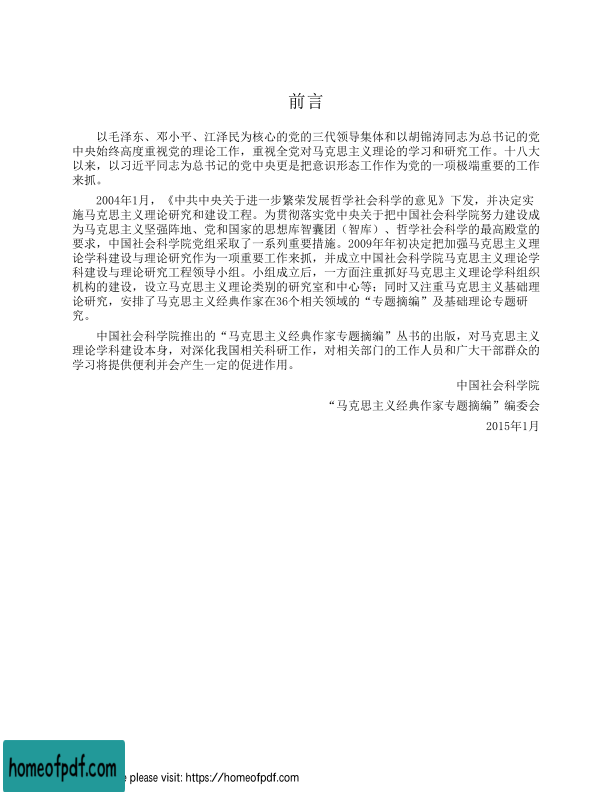 前言
以毛泽东、邓小平、江泽民为核心的党的三代领导集体和以胡锦涛同志为总书记的党
中央始终高度重视党的理论工作，重视全党对马克思主义理论的学习和研究工作。十八大
以来，以习近平同志为总书记的党中央更是把意识形态工作作为党的一项极端重要的工作
来抓。
2004年1月，《中共中央关于进一步繁荣发展哲学社会科学的意见》下发，并决定实
施马克思主义理论研究和建设工程。为贯彻落实党中央关于把中国社会科学院努力建设成
为马克思主义坚强阵地、党和国家的思想库智囊团（智库）、哲学社会科学的最高殿堂的
要求，中国社会科学院党组采取了一系列重要措施。2009年年初决定把加强马克思主义理
论学科建设与理论研究作为一项重要工作来抓，并成立中国社会科学院马克思主义理论学
科建设与理论研究工程领导小组。小组成立后，一方面注重抓好马克思主义理论学科组织
机构的建设，设立马克思主义理论类别的研究室和中心等；同时又注重马克思主义基础理
论研究，安排了马克思主义经典作家在36个相关领域的“专题摘编”及基础理论专题研
究。
中国社会科学院推出的“马克思主义经典作家专题摘编”丛书的出版，对马克思主义
理论学科建设本身，对深化我国相关科研工作，对相关部门的工作人员和广大干部群众的
学习将提供便利并会产生一定的促进作用。
中国社会科学院
“马克思主义经典作家专题摘编”编委会
2015年1月
homeofpdf.com
e please visit: https://homeofpdf.com